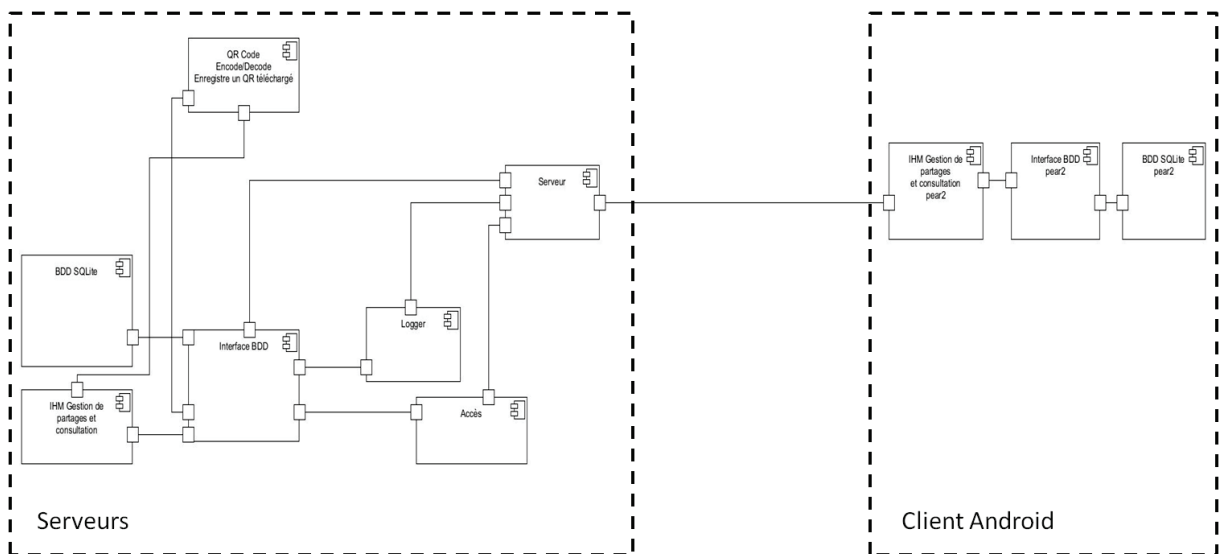 QR Code
Encode/Decode
Enregistre un QR téléchargé
Serveur
BDD SQLite
Logger
Interface BDD
IHM Gestion de
partages et
consultation
Accès
Serveurs
IHM Gestion de
partages
et consultation
pear2
Interface BDD
pear2
BDD SQLite
pear2
Client Android